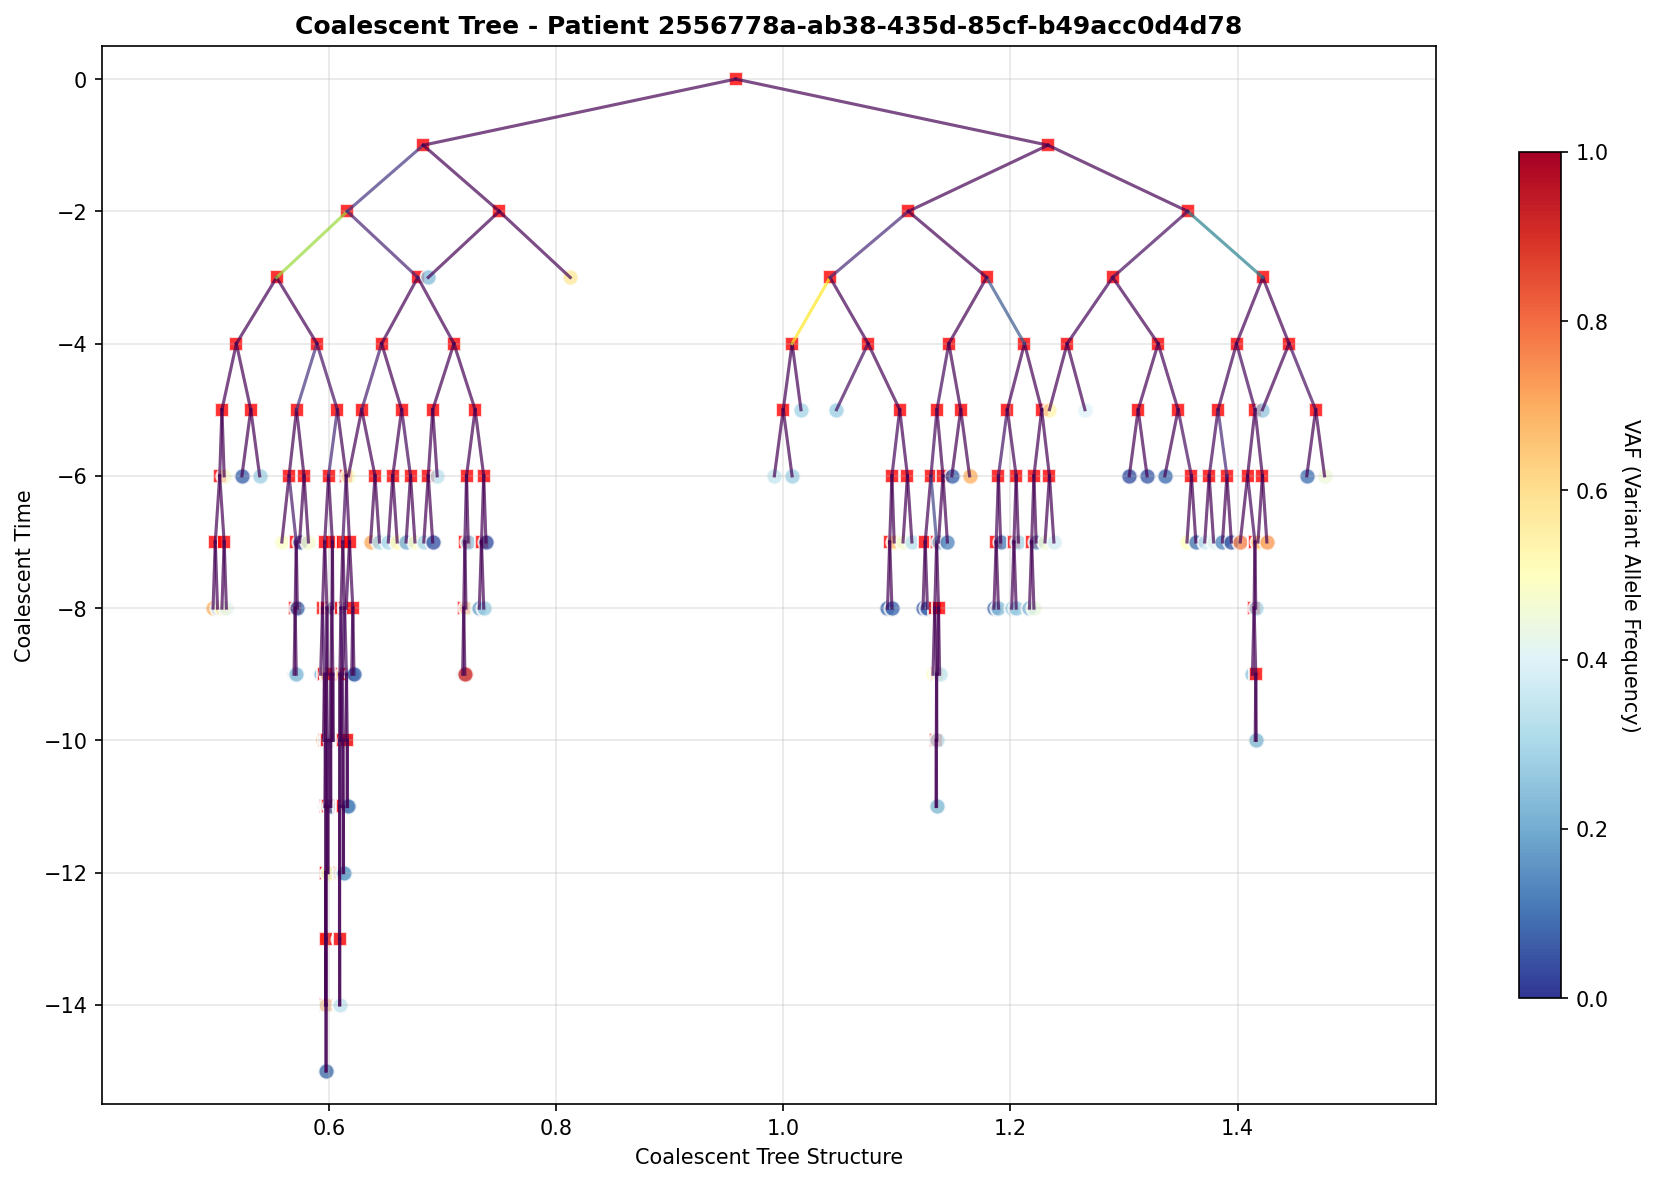 Coalescent Tree - Patient 2556778a-ab38-435d-85cf-b49acc0d4d78
0
−2
−4
−6
−8
−10
−12
−14
Coalescent Time
0.6 0.8 1.0 1.2 1.4
Coalescent Tree Structure
1.0
0.8
0.6
0.4
0.2
0.0
VAF (Variant Allele Frequency)